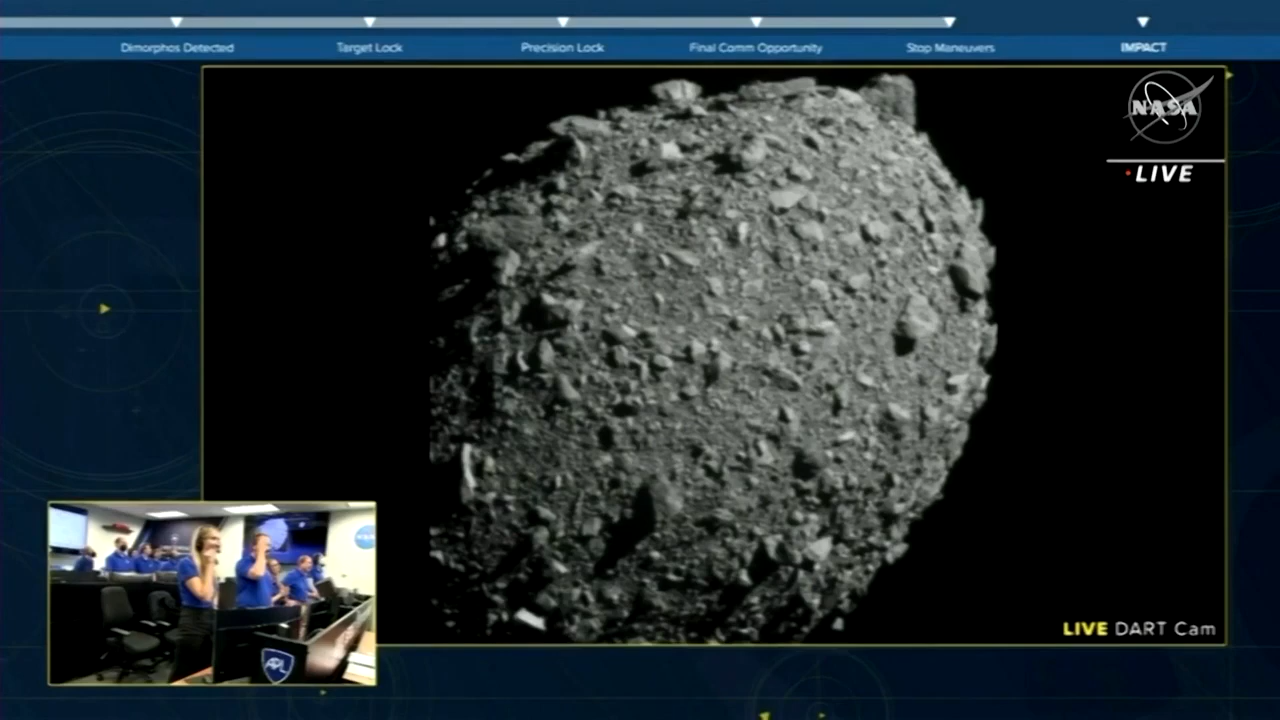 Dimorphos Detected
Target Lock
Precision Lock
Final Comm Opportunity
Stop Maneuvers
IMPACT
NASA
LIVE
LIVE DART Cam
APL